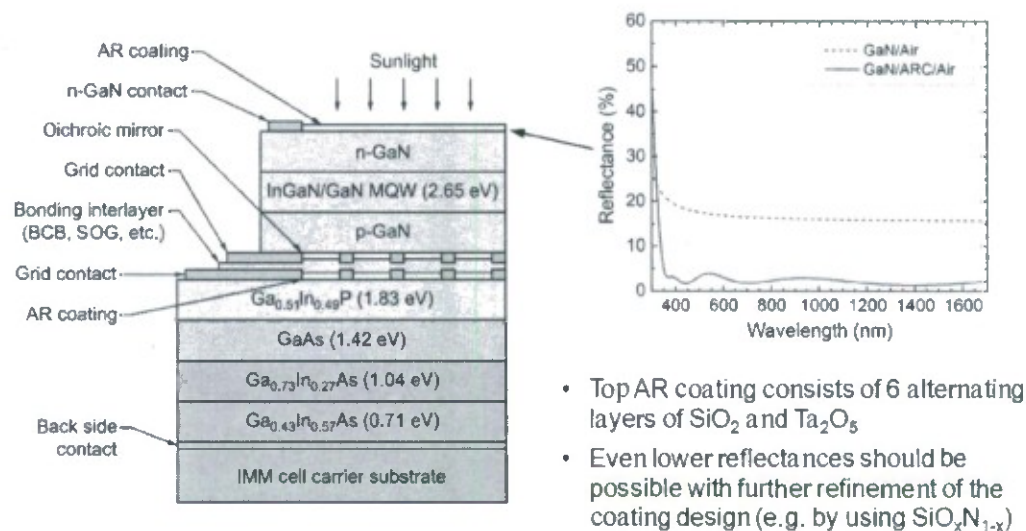 AR coating
n-GaN contact
Oichroic mirror
Grid contact
Bonding interlayer
(BCB, SOG, etc.)
Grid contact
AR coating
Back side
contact
Sunlight
n-GaN
InGaN/GaN MQW (2.65 eV)
p-GaN
Ga₀.₅₁In₀.₄₉P (1.83 eV)
GaAs (1.42 eV)
Ga₀.₇₃In₀.₂₇As (1.04 eV)
Ga₀.₄₃In₀.₅₇As (0.71 eV)
IMM cell carrier substrate
Reflectance (%)
60
50
40
30
20
10
0
GaN/Air
GaN/ARC/Air
400 600 800 1000 1200 1400 1600
Wavelength (nm)
• Top AR coating consists of 6 alternating
layers of SiO₂ and Ta₂O₅
• Even lower reflectances should be
possible with further refinement of the
coating design (e.g. by using SiOₓN₁₋ₓ)